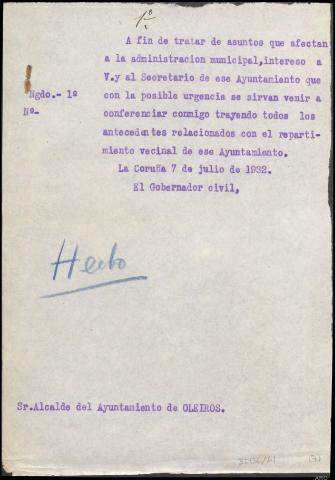 1º
A fin de tratar de asuntos que afectan
a la administracion municipal,intereso a
V.y al Secretario de ese Ayuntamiento que
Ngdo.- 1º con la posible urgencia se sirvan venir a
Nº- conferenciar conmigo trayendo todos los
antecedentes relacionados con el reparti-
miento vecinal de ese Ayuntamiento.
La Coruña 7 de julio de 1932.
El Gobernador civil,
Hecho
Sr.Alcalde del Ayuntamiento de OLEIROS.